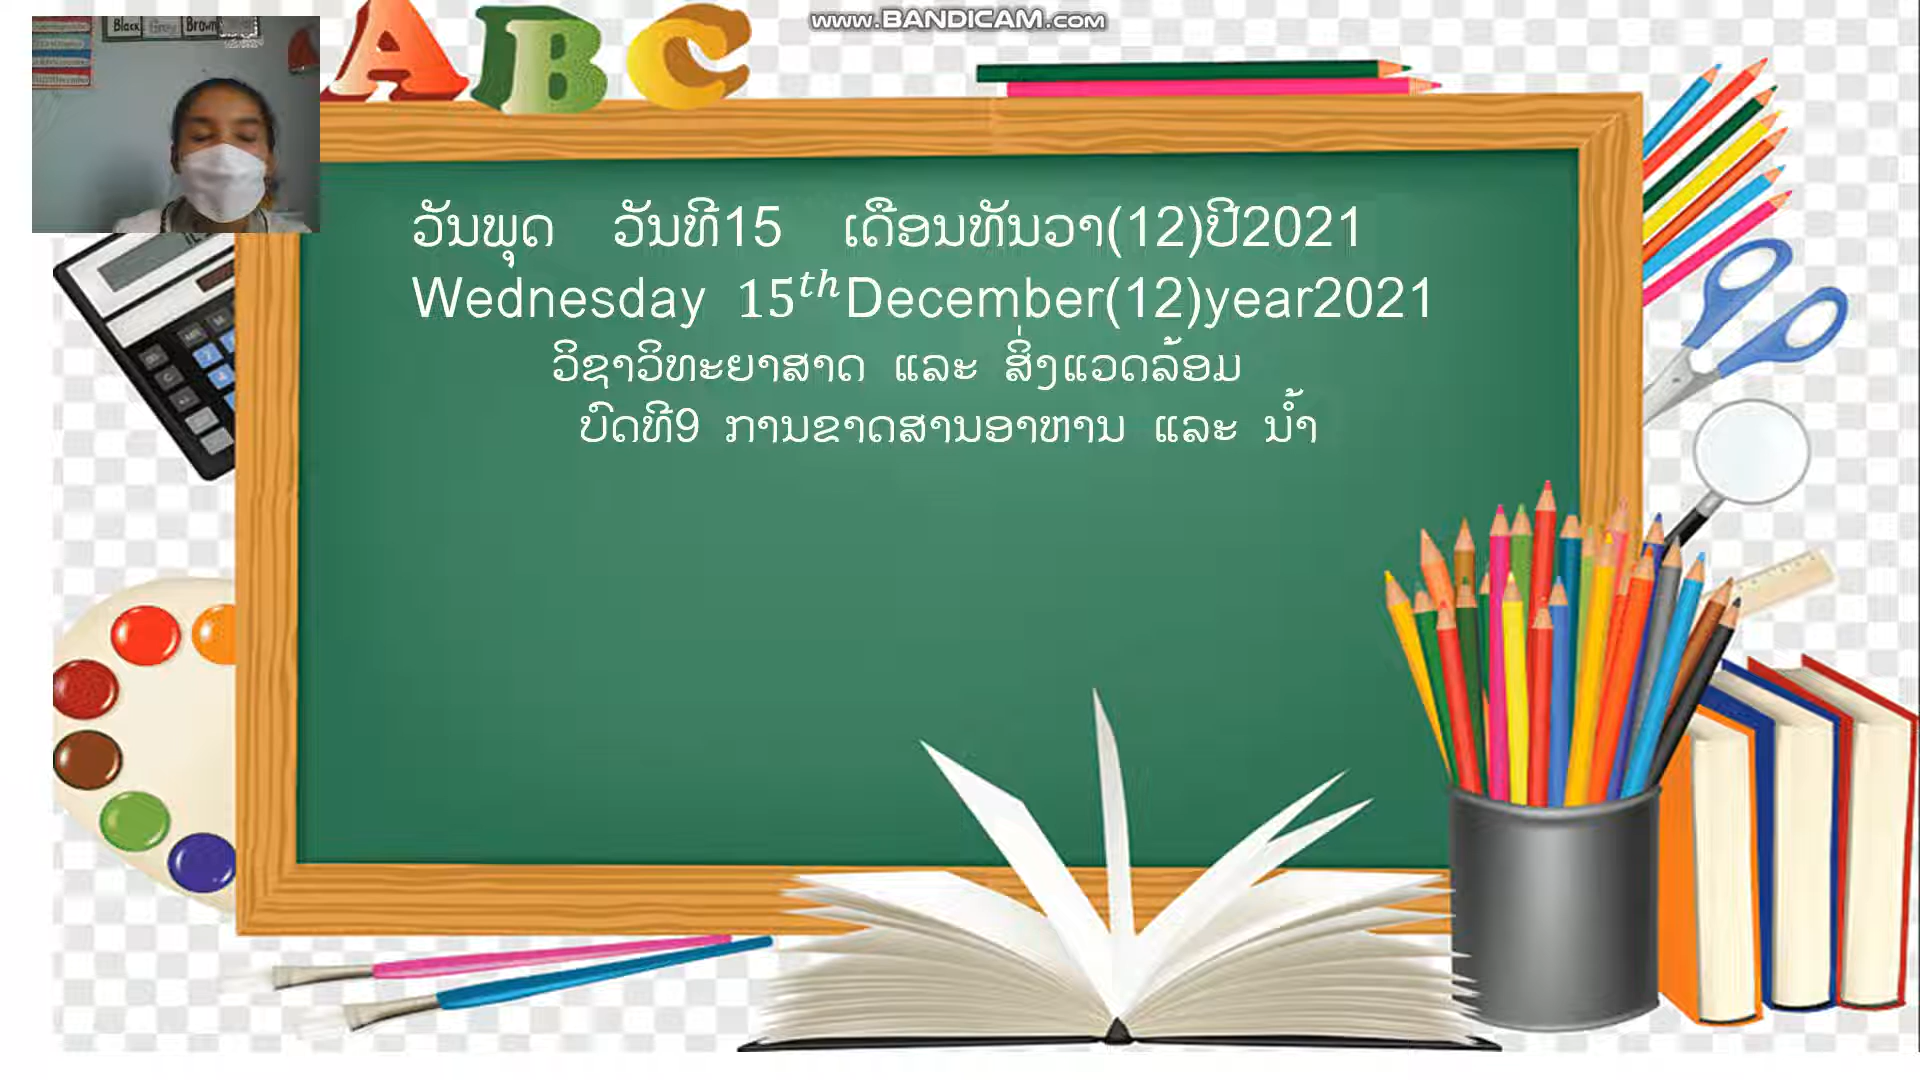 Black Grey Brown
ABC
www.BANDICAM.com
ວັນພຸດ ວັນທີ15 ເດືອນທັນວາ(12)ປີ2021
Wednesday 15th December(12)year2021
ວິຊາວິທະຍາສາດ ແລະ ສິ່ງແວດລ້ອມ
ບົດທີ9 ການຂາດສານອາຫານ ແລະ ນ້ຳ